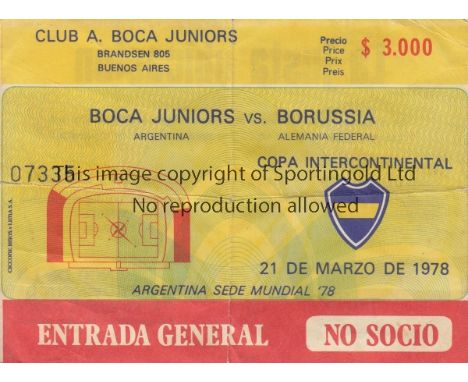 CLUB A. BOCA JUNIORS
BRANDSEN 805
BUENOS AIRES
Precio
Price
Prix
Preis
$ 3.000
BOCA JUNIORS vs. BORUSSIA
ARGENTINA
ALEMANIA FEDERAL
COPA INTERCONTINENTAL
07335
This image copyright of Sportingold Ltd
No reproduction allowed
21 DE MARZO DE 1978
ARGENTINA SEDE MUNDIAL '78
ENTRADA GENERAL
NO SOCIO